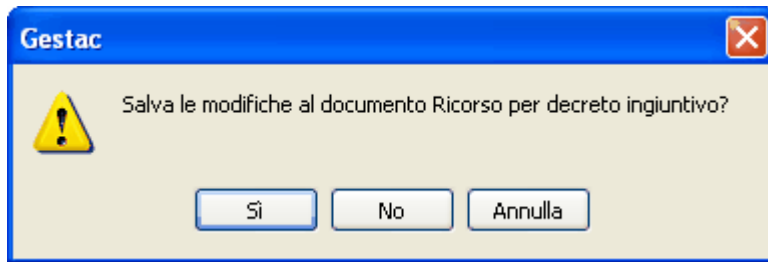 Gestac
Salva le modifiche al documento Ricorso per decreto ingiuntivo?
Sì
No
Annulla